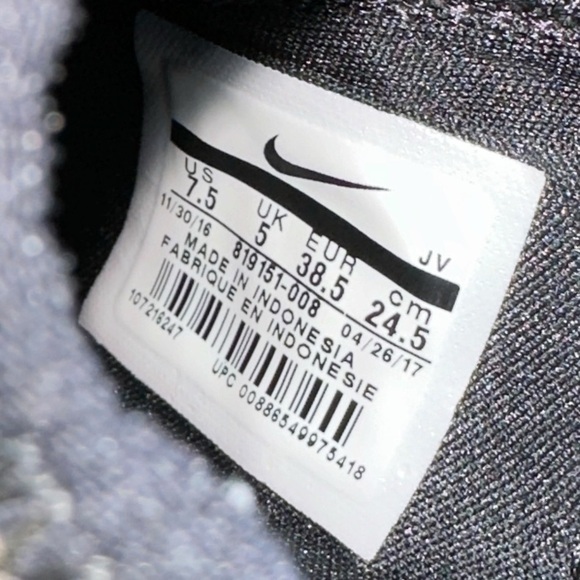 US UK EUR cm JV
7.5 5 38.5 24.5
11/30/16 819151-008 04/26/17
MADE IN INDONESIA
FABRIQUE EN INDONESIE
107216247
UPC 00886549975418